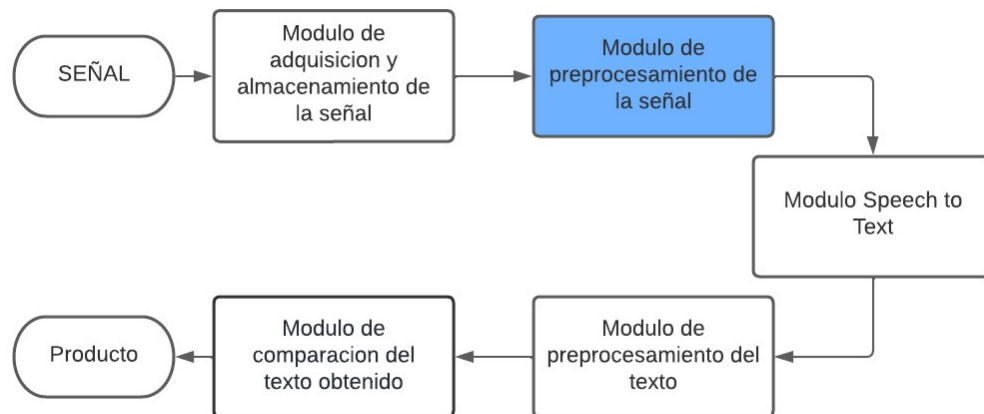 SEÑAL
Modulo de
adquisicion y
almacenamiento de
la señal
Modulo de
preprocesamiento de
la señal
Modulo Speech to
Text
Modulo de
preprocesamiento del
texto
Modulo de
comparacion del
texto obtenido
Producto